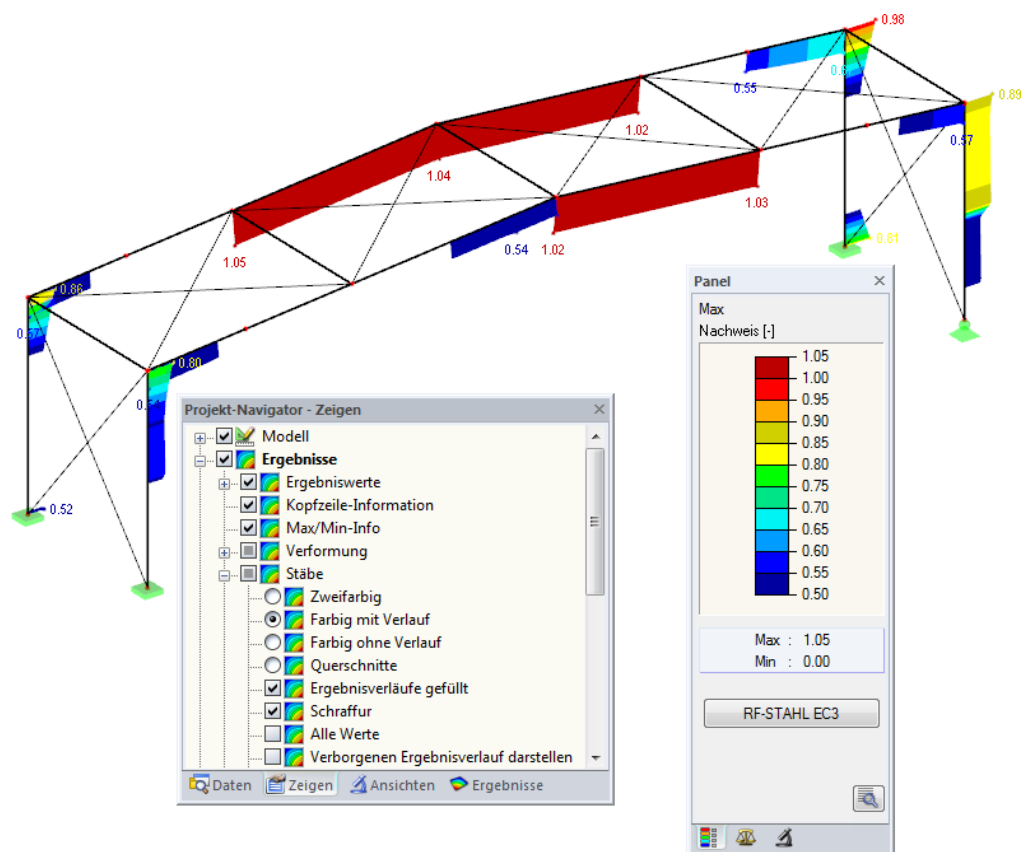 0.98
0.89
0.6
0.55
0.57
1.02
1.04
1.03
1.05
0.54
1.02
0.81
0.86
0.57
0.80
0.54
0.52
Projekt-Navigator - Zeigen
Modell
Ergebnisse
Ergebniswerte
Kopfzeile-Information
Max/Min-Info
Verformung
Stäbe
Zweifarbig
Farbig mit Verlauf
Farbig ohne Verlauf
Querschnitte
Ergebnisverläufe gefüllt
Schraffur
Alle Werte
Verborgenen Ergebnisverlauf darstellen
Daten Zeigen Ansichten Ergebnisse
Panel
Max
Nachweis [-]
1.05
1.00
0.95
0.90
0.85
0.80
0.75
0.70
0.65
0.60
0.55
0.50
Max : 1.05
Min : 0.00
RF-STAHL EC3